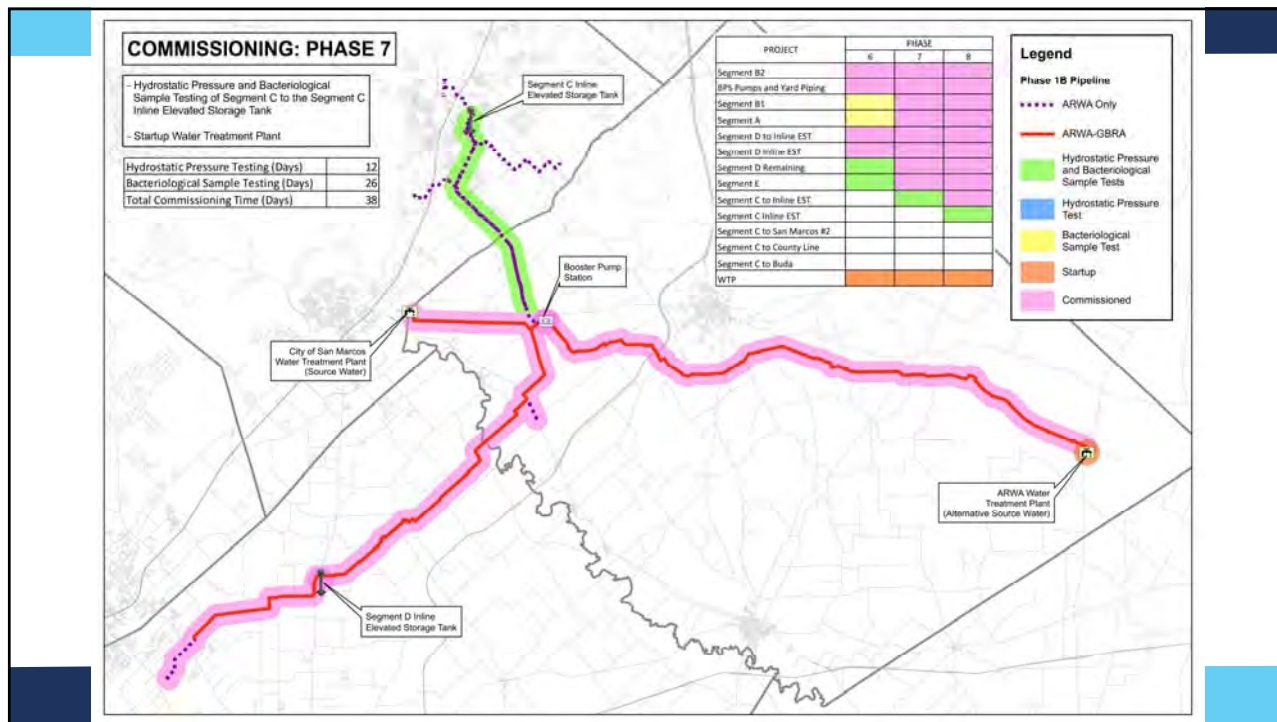 COMMISSIONING: PHASE 7
- Hydrostatic Pressure and Bacteriological
Sample Testing of Segment C to the Segment C
Inline Elevated Storage Tank
- Startup Water Treatment Plant
Hydrostatic Pressure Testing (Days) 12
Bacteriological Sample Testing (Days) 26
Total Commissioning Time (Days) 38
Segment C Inline
Elevated Storage Tank
PROJECT PHASE
6 7 8
Segment B2
BPS Pumps and Yard Piping
Segment B1
Segment A
Segment D to Inline EST
Segment D Inline EST
Segment D Remaining
Segment E
Segment C to Inline EST
Segment C Inline EST
Segment C to San Marcos #2
Segment C to County Line
Segment C to Buda
WTP
Legend
Phase 1B Pipeline
ARWA Only
ARWA-GBRA
Hydrostatic Pressure
and Bacteriological
Sample Tests
Hydrostatic Pressure
Test
Bacteriological
Sample Test
Startup
Commissioned
Booster Pump
Station
City of San Marcos
Water Treatment Plant
(Source Water)
ARWA Water
Treatment Plant
(Alternative Source Water)
Segment D Inline
Elevated Storage Tank